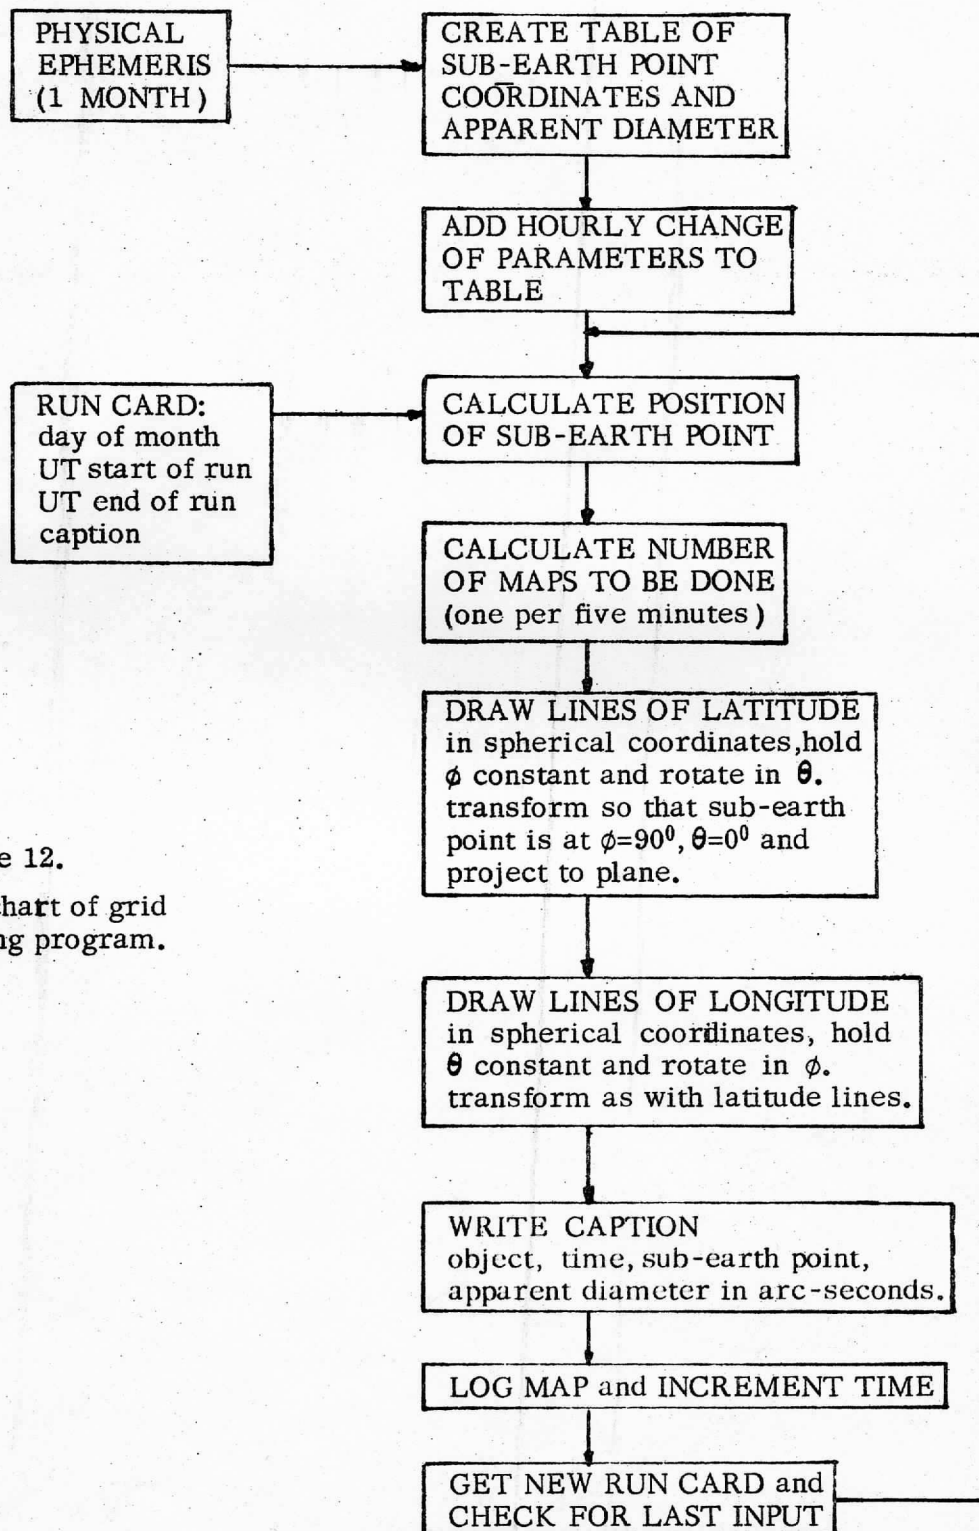 PHYSICAL
EPHEMERIS
(1 MONTH)
CREATE TABLE OF
SUB-EARTH POINT
COORDINATES AND
APPARENT DIAMETER
ADD HOURLY CHANGE
OF PARAMETERS TO
TABLE
RUN CARD:
day of month
UT start of run
UT end of run
caption
CALCULATE POSITION
OF SUB-EARTH POINT
CALCULATE NUMBER
OF MAPS TO BE DONE
(one per five minutes)
DRAW LINES OF LATITUDE
in spherical coordinates,hold
ϕ constant and rotate in θ.
transform so that sub-earth
point is at ϕ=90⁰, θ=0⁰ and
project to plane.
e 12.
hart of grid
ng program.
DRAW LINES OF LONGITUDE
in spherical coordinates, hold
θ constant and rotate in ϕ.
transform as with latitude lines.
WRITE CAPTION
object, time, sub-earth point,
apparent diameter in arc-seconds.
LOG MAP and INCREMENT TIME
GET NEW RUN CARD and
CHECK FOR LAST INPUT